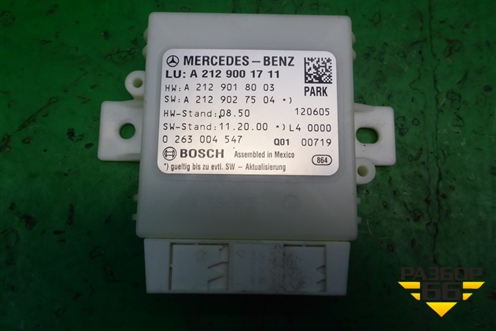 MERCEDES-BENZ
LU: A 212 900 17 11
HW: A 212 901 80 03 PARK
SW: A 212 902 75 04 *)
HW-Stand: 08.50 120605
SW-Stand: 11.20.00 *) L4 0000
0 263 004 547 Q01 00719
BOSCH Assembled in Mexico 864
*) gueltig bis zu evtl. SW - Aktualisierung
РАЗБОР
66